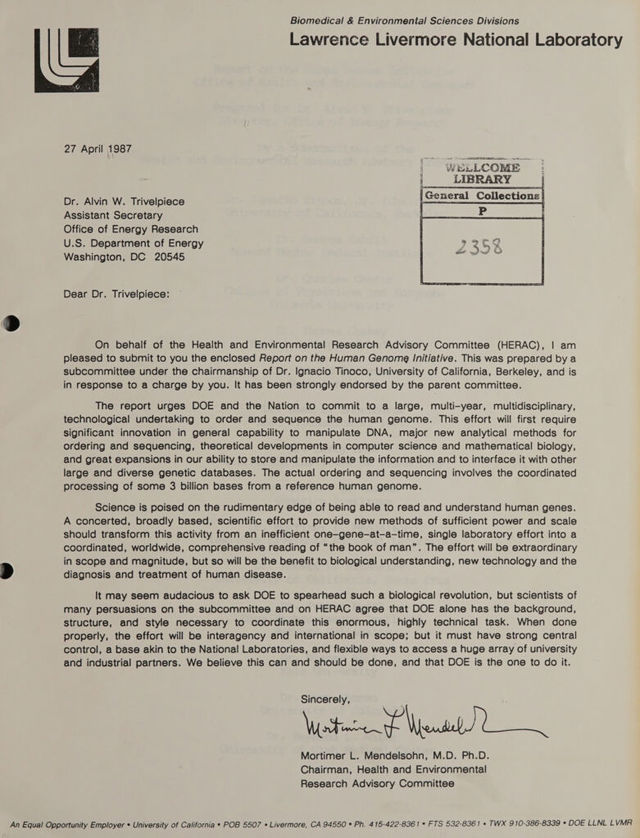 Biomedical & Environmental Sciences Divisions
Lawrence Livermore National Laboratory
27 April 1987
WELLCOME
LIBRARY
General Collections
P
2358
Dr. Alvin W. Trivelpiece
Assistant Secretary
Office of Energy Research
U.S. Department of Energy
Washington, DC 20545
Dear Dr. Trivelpiece:
On behalf of the Health and Environmental Research Advisory Committee (HERAC), I am
pleased to submit to you the enclosed Report on the Human Genome Initiative. This was prepared by a
subcommittee under the chairmanship of Dr. Ignacio Tinoco, University of California, Berkeley, and is
in response to a charge by you. It has been strongly endorsed by the parent committee.
The report urges DOE and the Nation to commit to a large, multi-year, multidisciplinary,
technological undertaking to order and sequence the human genome. This effort will first require
significant innovation in general capability to manipulate DNA, major new analytical methods for
ordering and sequencing, theoretical developments in computer science and mathematical biology,
and great expansions in our ability to store and manipulate the information and to interface it with other
large and diverse genetic databases. The actual ordering and sequencing involves the coordinated
processing of some 3 billion bases from a reference human genome.
Science is poised on the rudimentary edge of being able to read and understand human genes.
A concerted, broadly based, scientific effort to provide new methods of sufficient power and scale
should transform this activity from an inefficient one-gene-at-a-time, single laboratory effort into a
coordinated, worldwide, comprehensive reading of "the book of man". The effort will be extraordinary
in scope and magnitude, but so will be the benefit to biological understanding, new technology and the
diagnosis and treatment of human disease.
It may seem audacious to ask DOE to spearhead such a biological revolution, but scientists of
many persuasions on the subcommittee and on HERAC agree that DOE alone has the background,
structure, and style necessary to coordinate this enormous, highly technical task. When done
properly, the effort will be interagency and international in scope; but it must have strong central
control, a base akin to the National Laboratories, and flexible ways to access a huge array of university
and industrial partners. We believe this can and should be done, and that DOE is the one to do it.
Sincerely,
Mortimer L. Mendelsohn, M.D. Ph.D.
Chairman, Health and Environmental
Research Advisory Committee
An Equal Opportunity Employer • University of California • POB 5507 • Livermore, CA 94550 • Ph. 415-422-8361 • FTS 532-8361 • TWX 910-386-8339 • DOE LLNL LVMR